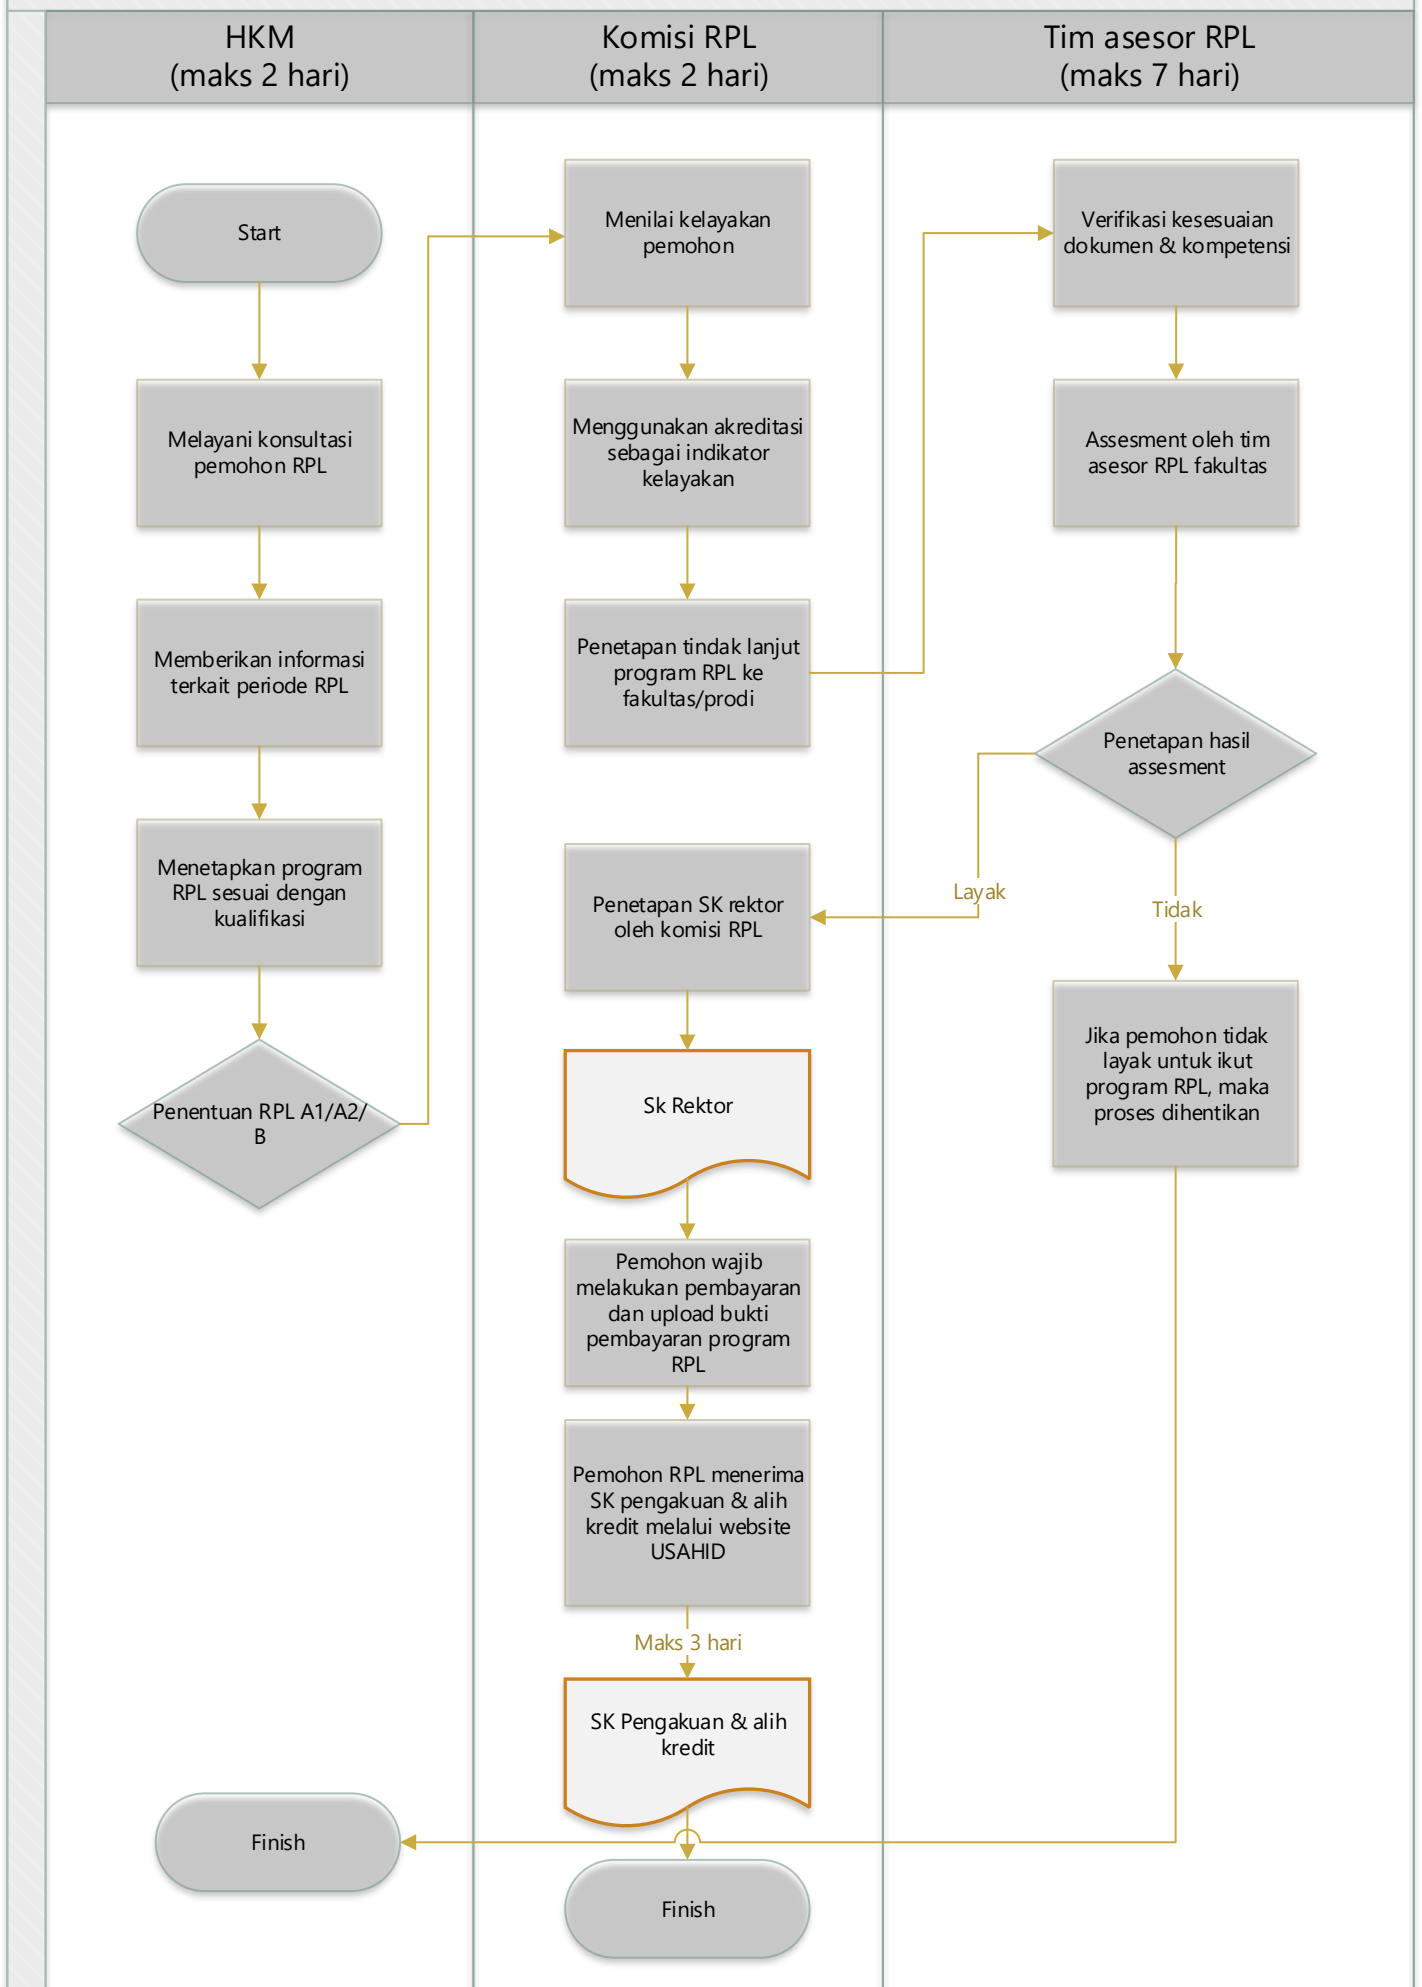 HKM
(maks 2 hari)
Komisi RPL
(maks 2 hari)
Tim asesor RPL
(maks 7 hari)
Start
Melayani konsultasi
pemohon RPL
Memberikan informasi
terkait periode RPL
Menetapkan program
RPL sesuai dengan
kualifikasi
Penentuan RPL A1/A2/
B
Finish
Menilai kelayakan
pemohon
Menggunakan akreditasi
sebagai indikator
kelayakan
Penetapan tindak lanjut
program RPL ke
fakultas/prodi
Penetapan SK rektor
oleh komisi RPL
Sk Rektor
Pemohon wajib
melakukan pembayaran
dan upload bukti
pembayaran program
RPL
Pemohon RPL menerima
SK pengakuan & alih
kredit melalui website
USAHID
Maks 3 hari
SK Pengakuan & alih
kredit
Finish
Verifikasi kesesuaian
dokumen & kompetensi
Assesment oleh tim
asesor RPL fakultas
Penetapan hasil
assesment
Layak
Tidak
Jika pemohon tidak
layak untuk ikut
program RPL, maka
proses dihentikan